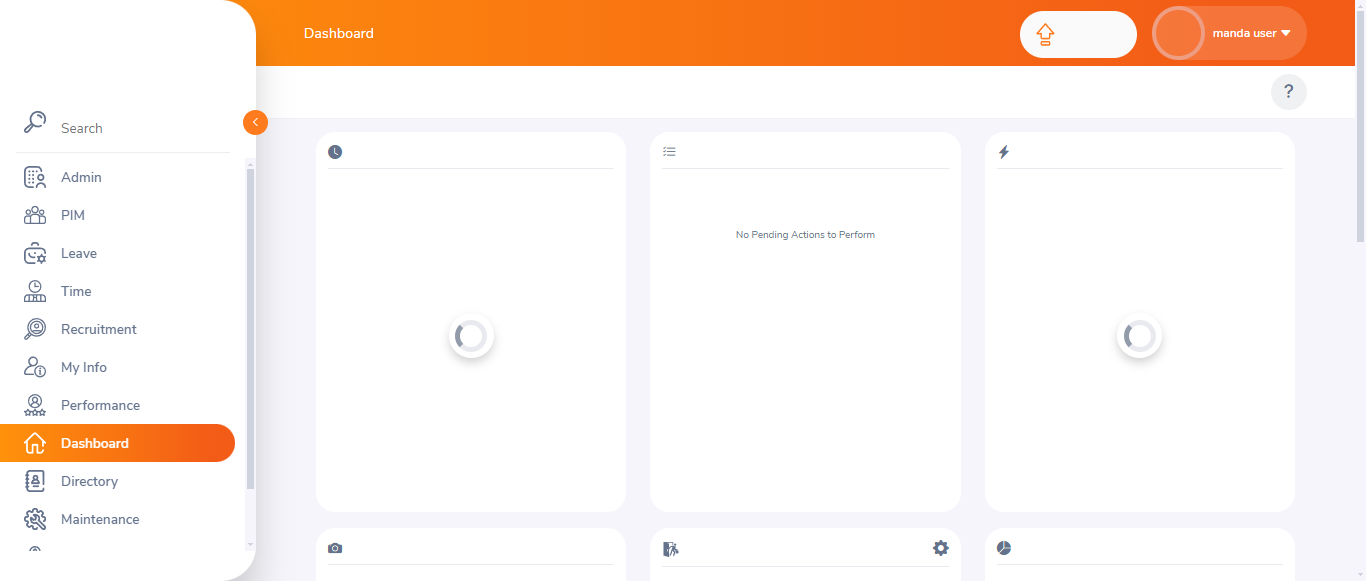 Dashboard
manda user
?
Search
Admin
PIM
Leave
Time
Recruitment
My Info
Performance
Dashboard
Directory
Maintenance
No Pending Actions to Perform